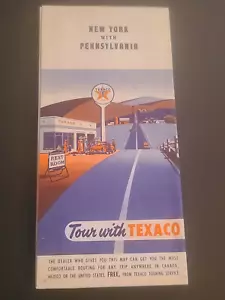 NEW YORK
WITH
PENNSYLVANIA
TEXACO
REST
ROOMS
Tour with TEXACO
THE DEALER WHO GIVES YOU THIS MAP CAN GET YOU THE MOST
COMFORTABLE ROUTING FOR ANY TRIP ANYWHERE IN CANADA,
MEXICO OR THE UNITED STATES, FREE, FROM TEXACO TOURING SERVICE